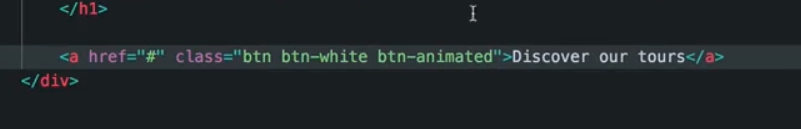 </h1>
<a href="#" class="btn btn-white btn-animated">Discover our tours</a>
</div>